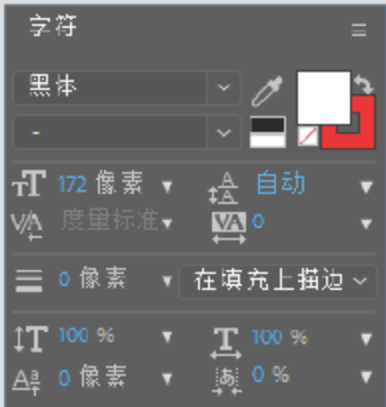 字符
黑体
-
172 像素 自动
度量标准 0
0 像素 在填充上描边
100 % 100 %
0 像素 0 %